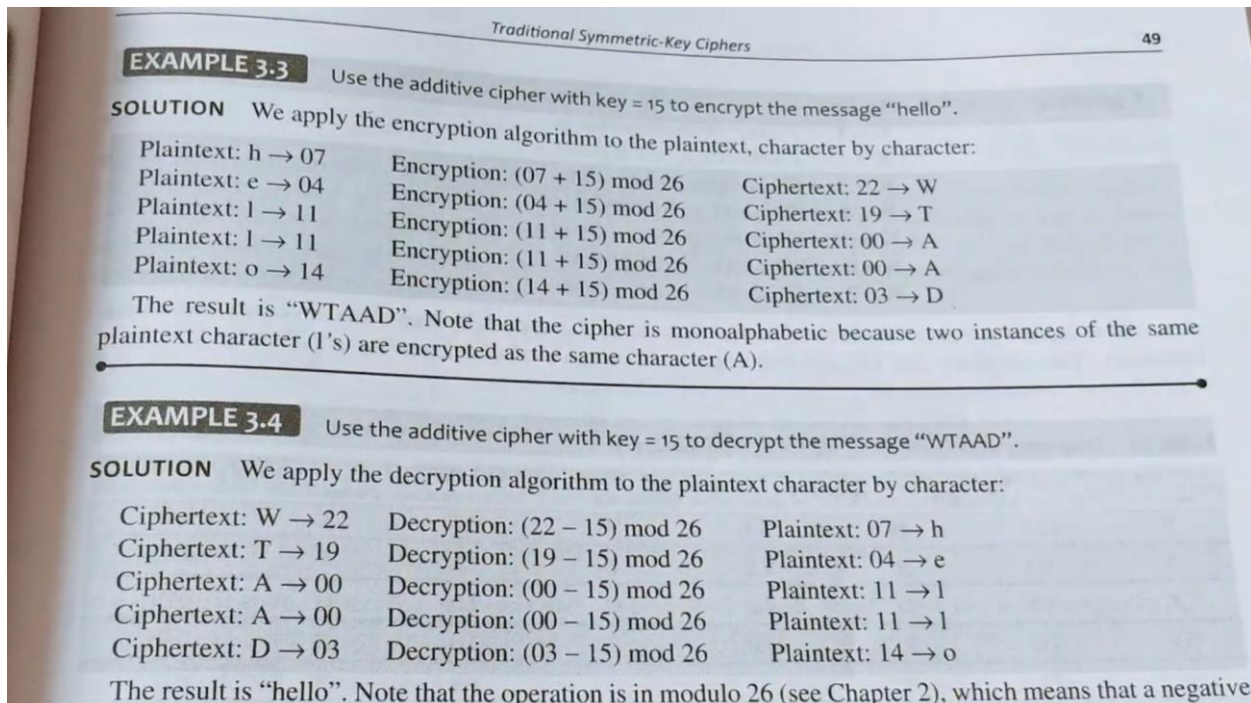 Traditional Symmetric-Key Ciphers 49
EXAMPLE 3.3 Use the additive cipher with key = 15 to encrypt the message “hello”.
SOLUTION We apply the encryption algorithm to the plaintext, character by character:
Plaintext: h → 07 Encryption: (07 + 15) mod 26 Ciphertext: 22 → W
Plaintext: e → 04 Encryption: (04 + 15) mod 26 Ciphertext: 19 → T
Plaintext: l → 11 Encryption: (11 + 15) mod 26 Ciphertext: 00 → A
Plaintext: l → 11 Encryption: (11 + 15) mod 26 Ciphertext: 00 → A
Plaintext: o → 14 Encryption: (14 + 15) mod 26 Ciphertext: 03 → D
The result is “WTAAD”. Note that the cipher is monoalphabetic because two instances of the same
plaintext character (l’s) are encrypted as the same character (A).
EXAMPLE 3.4 Use the additive cipher with key = 15 to decrypt the message “WTAAD”.
SOLUTION We apply the decryption algorithm to the plaintext character by character:
Ciphertext: W → 22 Decryption: (22 – 15) mod 26 Plaintext: 07 → h
Ciphertext: T → 19 Decryption: (19 – 15) mod 26 Plaintext: 04 → e
Ciphertext: A → 00 Decryption: (00 – 15) mod 26 Plaintext: 11 → l
Ciphertext: A → 00 Decryption: (00 – 15) mod 26 Plaintext: 11 → l
Ciphertext: D → 03 Decryption: (03 – 15) mod 26 Plaintext: 14 → o
The result is “hello”. Note that the operation is in modulo 26 (see Chapter 2), which means that a negative